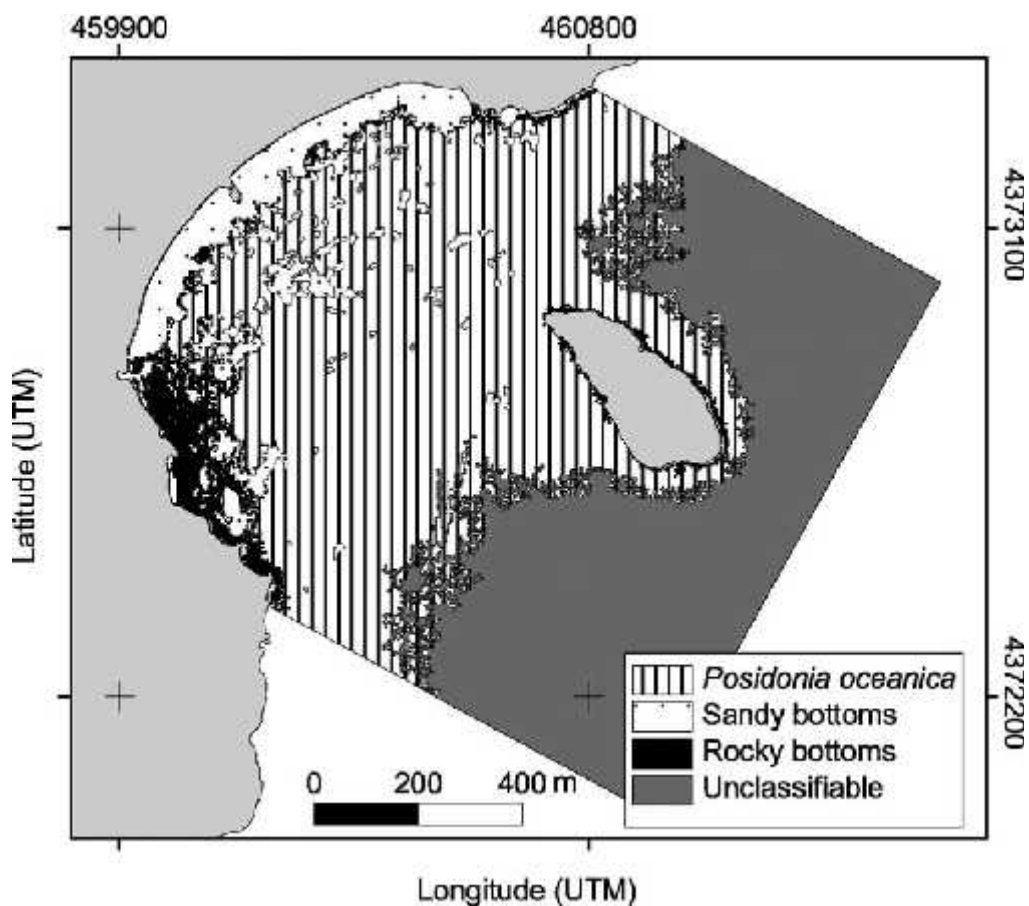 459900
460800
4373100
4372200
Latitude (UTM)
Posidonia oceanica
Sandy bottoms
Rocky bottoms
Unclassifiable
0 200 400 m
Longitude (UTM)